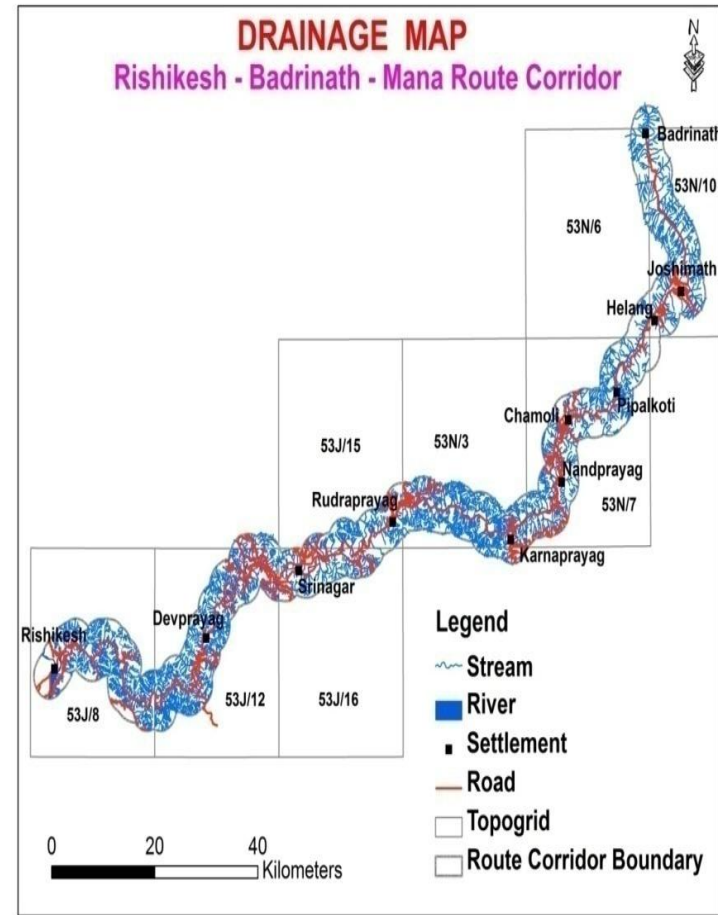 DRAINAGE MAP
Rishikesh - Badrinath - Mana Route Corridor
N
Badrinath
53N/10
53N/6
Joshimath
Helang
Pipalkoti
Chamoli
53J/15
53N/3
Nandprayag
Rudraprayag
53N/7
Karnaprayag
Srinagar
Devprayag
Rishikesh
53J/8
53J/12
53J/16
Legend
Stream
River
Settlement
Road
Topogrid
Route Corridor Boundary
0 20 40
Kilometers